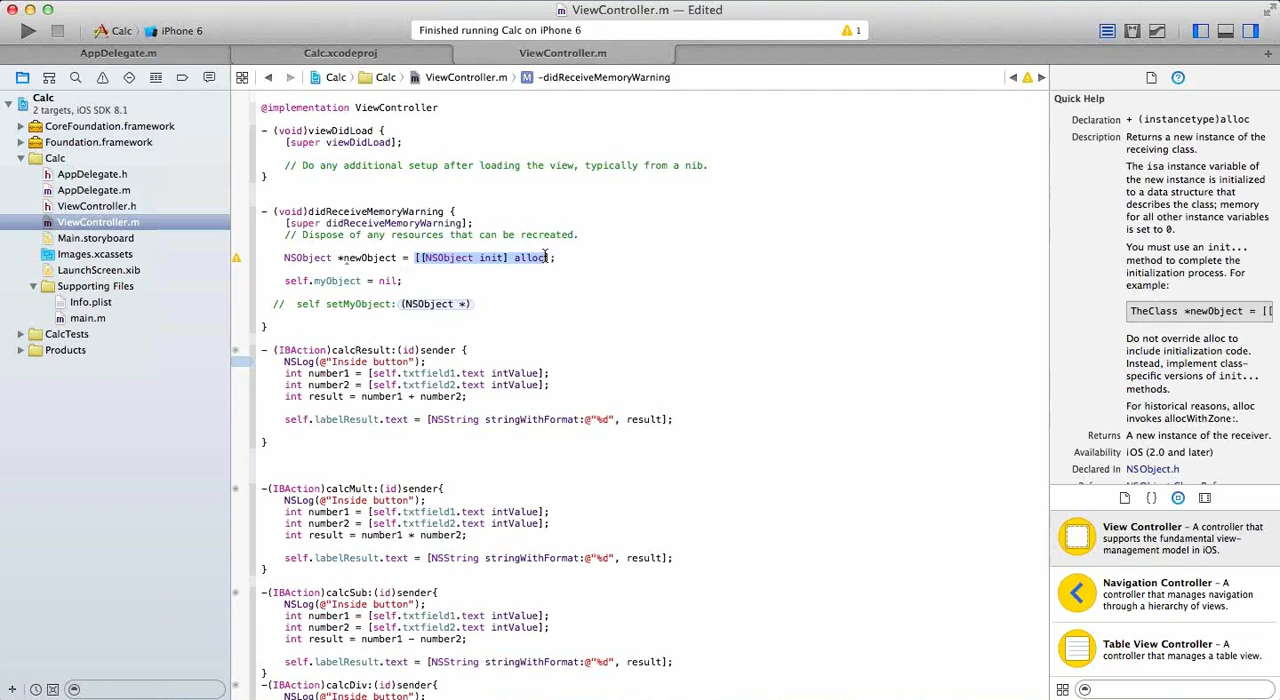 ViewController.m — Edited
Calc
iPhone 6
Finished running Calc on iPhone 6
1
AppDelegate.m
Calc.xcodeproj
ViewController.m
+
Calc
Calc
ViewController.m
M
-didReceiveMemoryWarning
Calc
2 targets, iOS SDK 8.1
CoreFoundation.framework
Foundation.framework
Calc
h AppDelegate.h
m AppDelegate.m
h ViewController.h
m ViewController.m
Main.storyboard
Images.xcassets
LaunchScreen.xib
Supporting Files
Info.plist
m main.m
CalcTests
Products
@implementation ViewController
- (void)viewDidLoad {
[super viewDidLoad];
// Do any additional setup after loading the view, typically from a nib.
}
- (void)didReceiveMemoryWarning {
[super didReceiveMemoryWarning];
// Dispose of any resources that can be recreated.
NSObject *newObject = [[NSObject init] alloc];
self.myObject = nil;
// self setMyObject:(NSObject *)
}
- (IBAction)calcResult:(id)sender {
NSLog(@"Inside button");
int number1 = [self.txtfield1.text intValue];
int number2 = [self.txtfield2.text intValue];
int result = number1 + number2;
self.labelResult.text = [NSString stringWithFormat:@"%d", result];
}
-(IBAction)calcMult:(id)sender{
NSLog(@"Inside button");
int number1 = [self.txtfield1.text intValue];
int number2 = [self.txtfield2.text intValue];
int result = number1 * number2;
self.labelResult.text = [NSString stringWithFormat:@"%d", result];
}
-(IBAction)calcSub:(id)sender{
NSLog(@"Inside button");
int number1 = [self.txtfield1.text intValue];
int number2 = [self.txtfield2.text intValue];
int result = number1 - number2;
self.labelResult.text = [NSString stringWithFormat:@"%d", result];
}
-(IBAction)calcDiv:(id)sender{
NSLog(@"Inside button");
Quick Help
Declaration + (instancetype)alloc
Description Returns a new instance of the
receiving class.
The isa instance variable of
the new instance is initialized
to a data structure that
describes the class; memory
for all other instance variables
is set to 0.
You must use an init...
method to complete the
initialization process. For
example:
TheClass *newObject = [[
Do not override alloc to
include initialization code.
Instead, implement class-
specific versions of init...
methods.
For historical reasons, alloc
invokes allocWithZone:.
Returns A new instance of the receiver.
Availability iOS (2.0 and later)
Declared In NSObject.h
View Controller – A controller that
supports the fundamental view-
management model in iOS.
Navigation Controller – A
controller that manages navigation
through a hierarchy of views.
Table View Controller – A
controller that manages a table view.